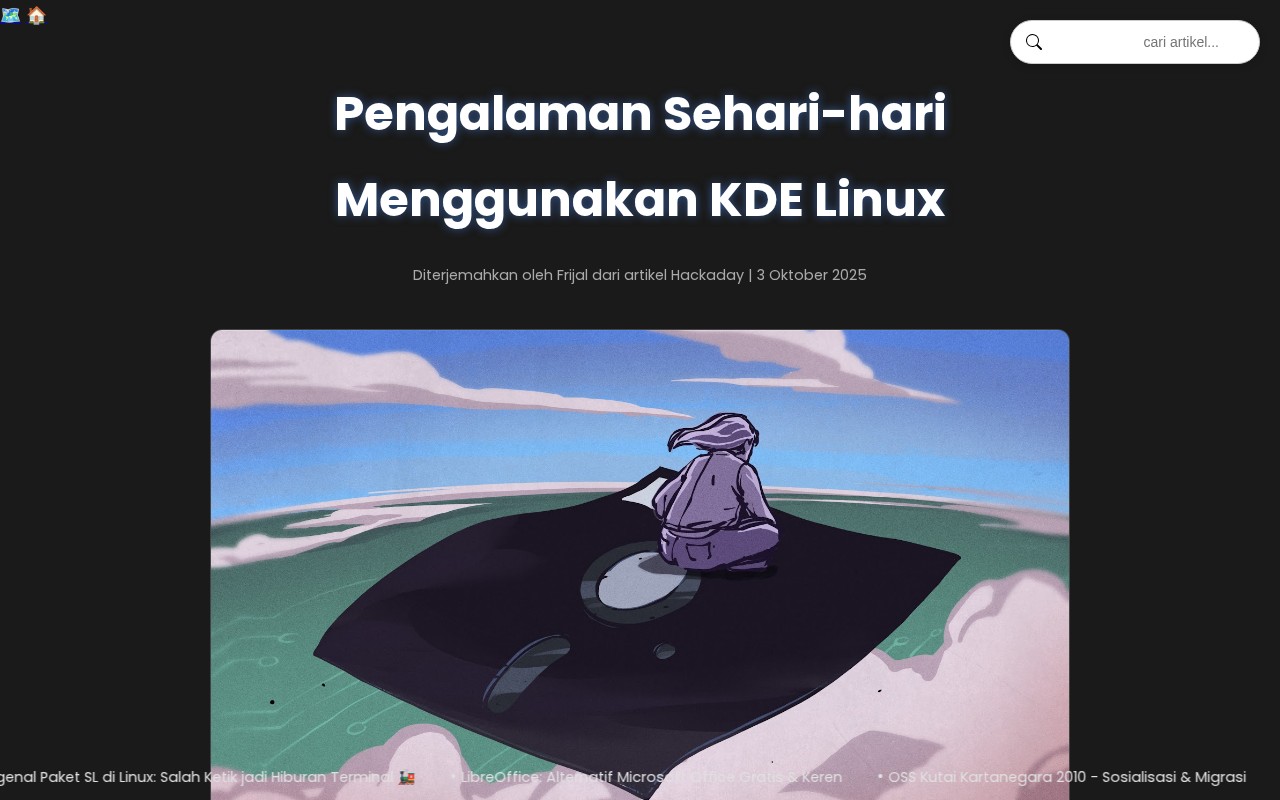 cari artikel...
Pengalaman Sehari-hari
Menggunakan KDE Linux
Diterjemahkan oleh Frijal dari artikel Hackaday | 3 Oktober 2025
genal Paket SL di Linux: Salah Ketik jadi Hiburan Terminal 🚂 • LibreOffice: Alternatif Microsoft Office Gratis & Keren • OSS Kutai Kartanegara 2010 - Sosialisasi & Migrasi